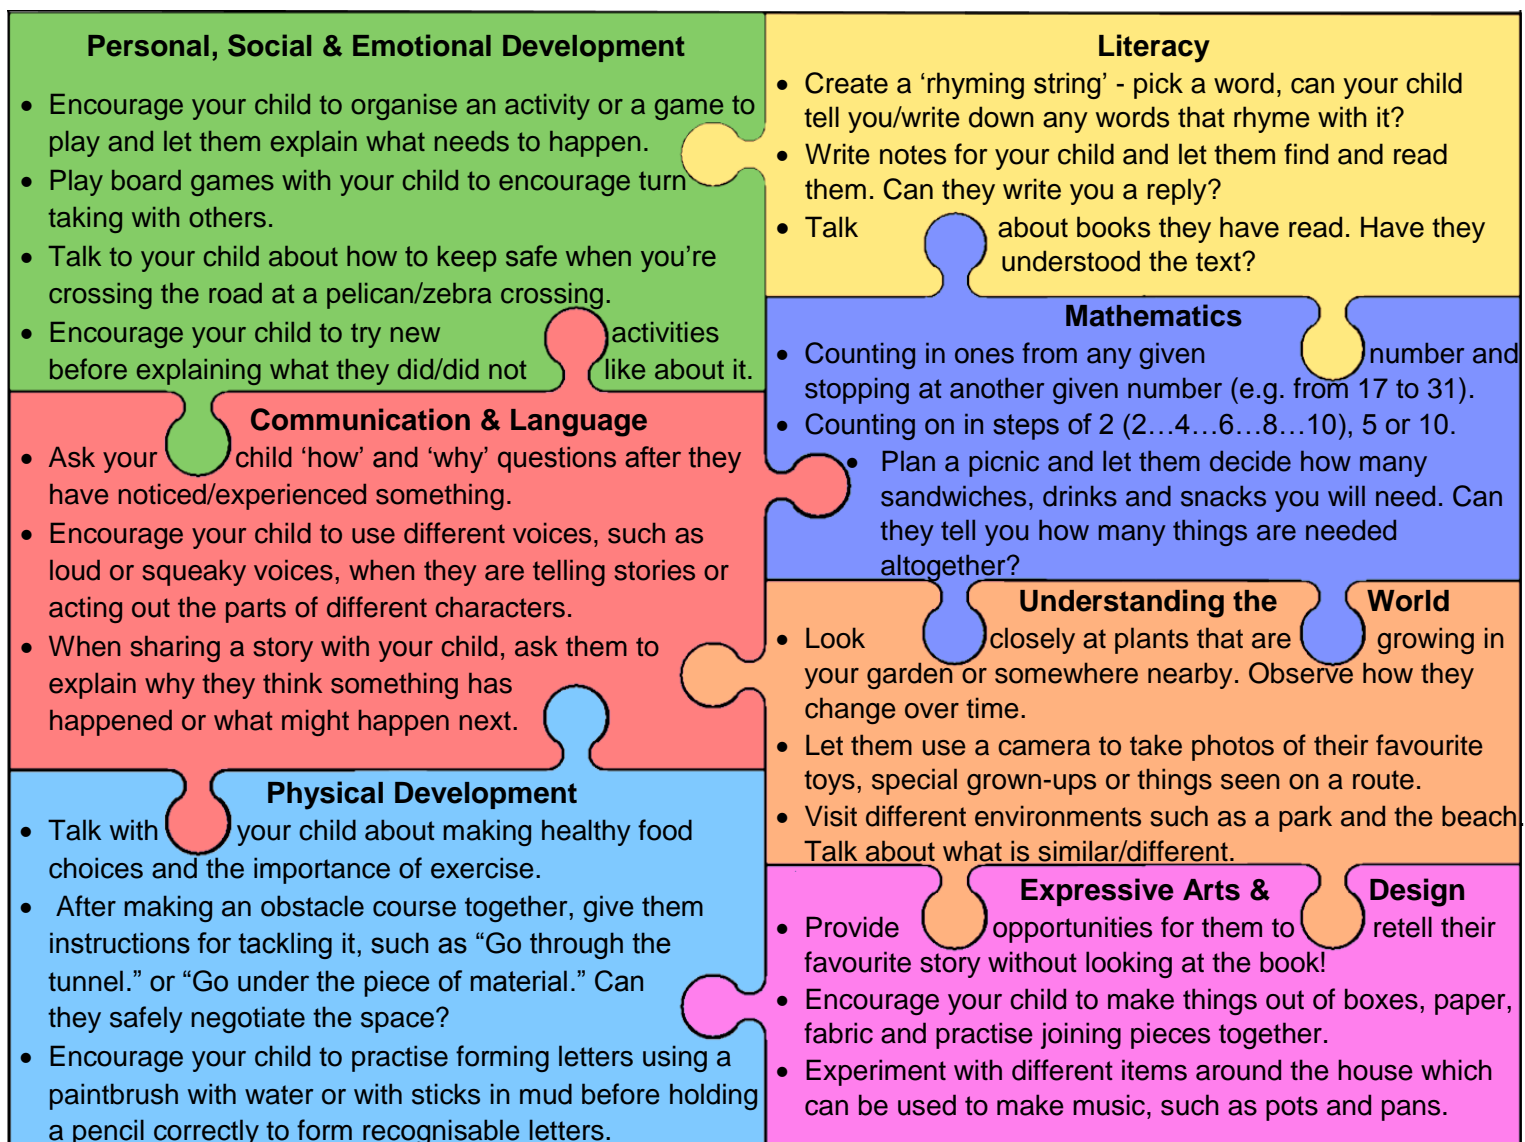 Personal, Social & Emotional Development
• Encourage your child to organise an activity or a game to
play and let them explain what needs to happen.
• Play board games with your child to encourage turn
taking with others.
• Talk to your child about how to keep safe when you’re
crossing the road at a pelican/zebra crossing.
• Encourage your child to try new activities
before explaining what they did/did not like about it.
Communication & Language
• Ask your child ‘how’ and ‘why’ questions after they
have noticed/experienced something.
• Encourage your child to use different voices, such as
loud or squeaky voices, when they are telling stories or
acting out the parts of different characters.
• When sharing a story with your child, ask them to
explain why they think something has
happened or what might happen next.
Physical Development
• Talk with your child about making healthy food
choices and the importance of exercise.
• After making an obstacle course together, give them
instructions for tackling it, such as “Go through the
tunnel.” or “Go under the piece of material.” Can
they safely negotiate the space?
• Encourage your child to practise forming letters using a
paintbrush with water or with sticks in mud before holding
a pencil correctly to form recognisable letters.
Literacy
• Create a ‘rhyming string’ - pick a word, can your child
tell you/write down any words that rhyme with it?
• Write notes for your child and let them find and read
them. Can they write you a reply?
• Talk about books they have read. Have they
understood the text?
Mathematics
• Counting in ones from any given number and
stopping at another given number (e.g. from 17 to 31).
• Counting on in steps of 2 (2…4…6…8…10), 5 or 10.
• Plan a picnic and let them decide how many
sandwiches, drinks and snacks you will need. Can
they tell you how many things are needed
altogether?
Understanding the World
• Look closely at plants that are growing in
your garden or somewhere nearby. Observe how they
change over time.
• Let them use a camera to take photos of their favourite
toys, special grown-ups or things seen on a route.
• Visit different environments such as a park and the beach.
Talk about what is similar/different.
Expressive Arts & Design
• Provide opportunities for them to retell their
favourite story without looking at the book!
• Encourage your child to make things out of boxes, paper,
fabric and practise joining pieces together.
• Experiment with different items around the house which
can be used to make music, such as pots and pans.